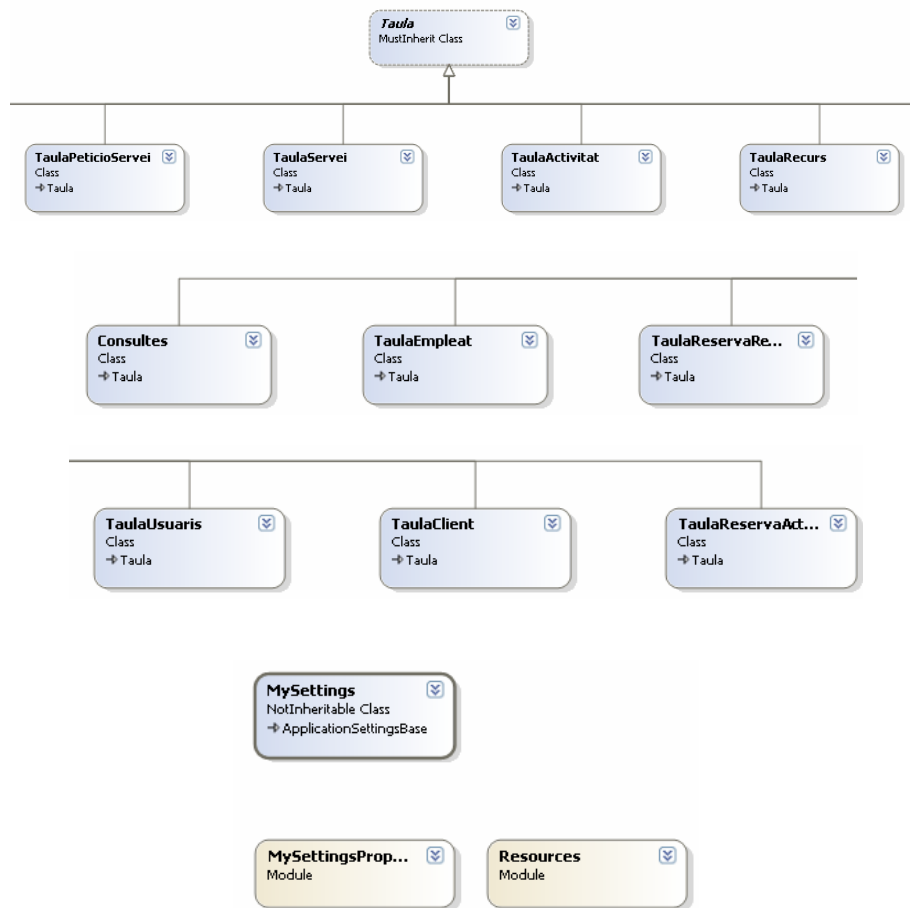 Taula
MustInherit Class
TaulaPeticioServei
Class
Taula
TaulaServei
Class
Taula
TaulaActivitat
Class
Taula
TaulaRecurs
Class
Taula
Consultes
Class
Taula
TaulaEmpleat
Class
Taula
TaulaReservaRe...
Class
Taula
TaulaUsuaris
Class
Taula
TaulaClient
Class
Taula
TaulaReservaAct...
Class
Taula
MySettings
NotInheritable Class
ApplicationSettingsBase
MySettingsProp...
Module
Resources
Module